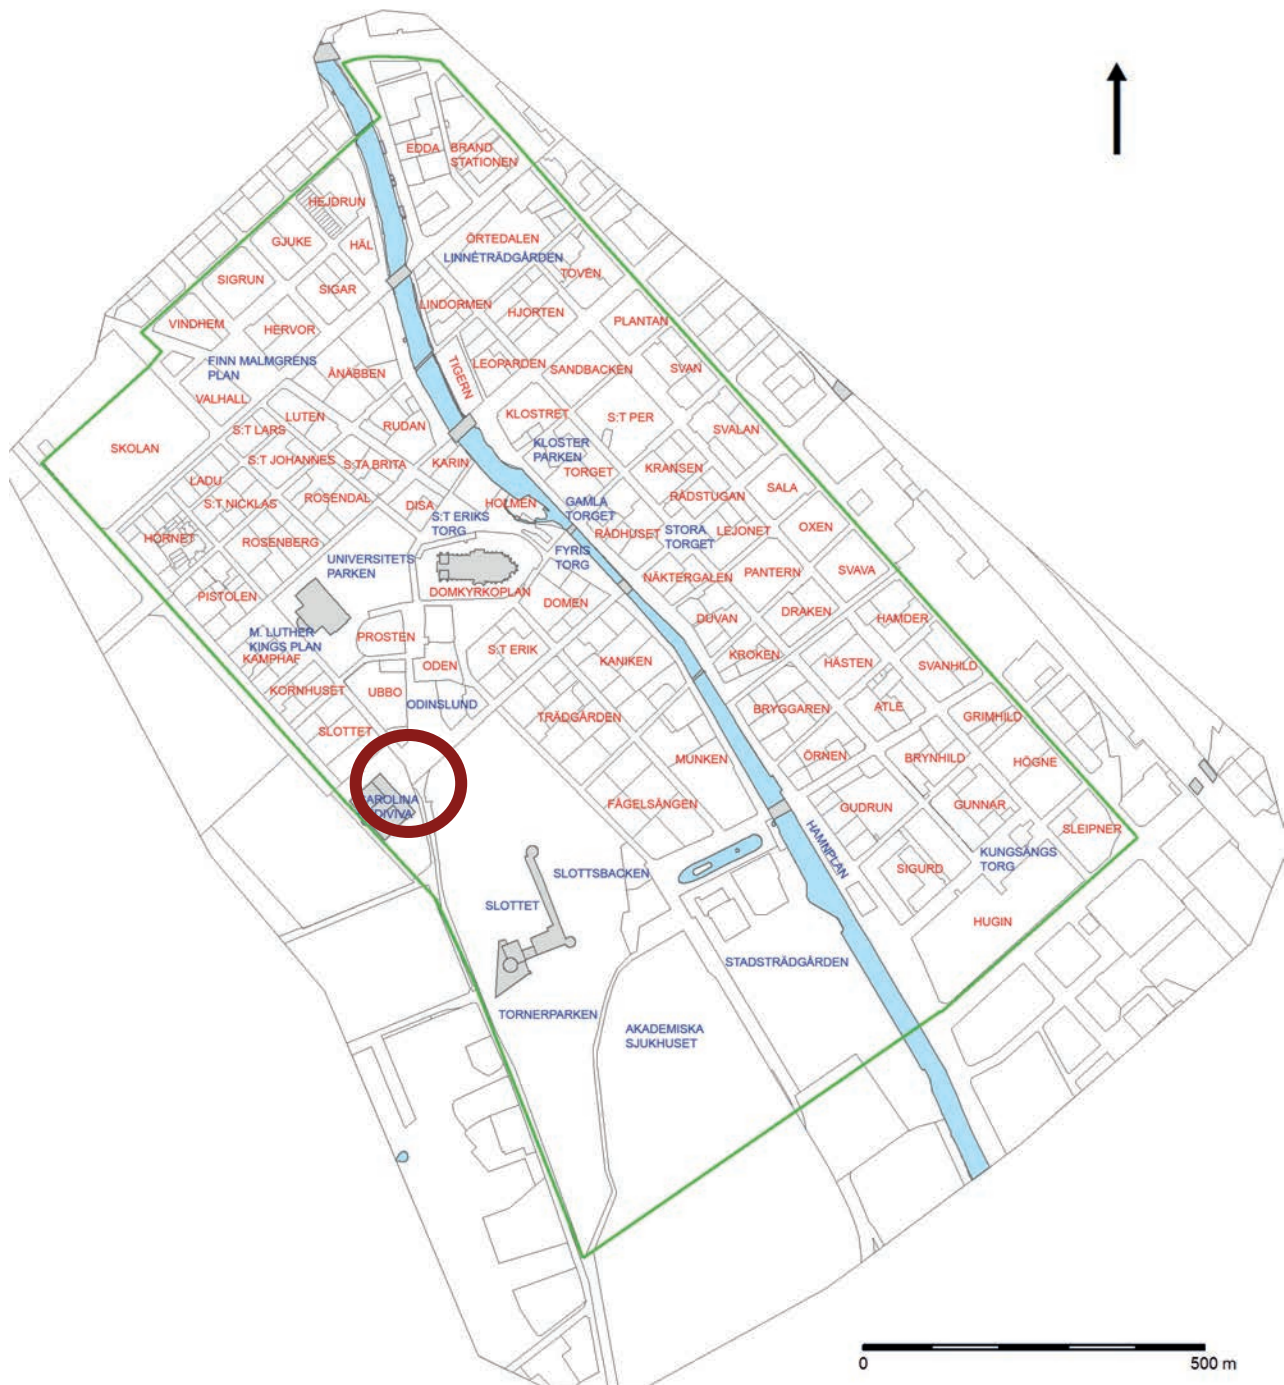 EDDA
BRAND
STATIONEN
HEJDRUN
GJUKE
HÄL
ÖRTEDALEN
LINNÉTRÄDGÅRDEN
TOVEN
SIGRUN
SIGAR
LINDORMEN
HJORTEN
PLANTAN
VINDHEM
HERVOR
FINN MALMGRENS
PLAN
ÅNABBEN
TIGERN
LEOPARDEN
SANDBACKEN
SVAN
VALHALL
LUTEN
RUDAN
KLOSTRET
S:T PER
SVALAN
SKOLAN
S:T LARS
S:T JOHANNES
S:TA BRITA
KARIN
KLOSTER
PARKEN
TORGET
KRANSEN
LADU
S:T NICKLAS
ROSENDAL
DISA
HOLMEN
GAMLA
TORGET
RÅDSTUGAN
SALA
S:T ERIKS
TORG
HORNET
ROSENBERG
RÅDHUSET
STORA
TORGET
LEJONET
OXEN
UNIVERSITETS
PARKEN
FYRIS
TORG
DOMKYRKOPLAN
NÄKTERGALEN
PANTERN
SVAVA
PISTOLEN
DOMEN
DUVAN
DRAKEN
HAMDER
M. LUTHER
KINGS PLAN
KAMPHAF
PROSTEN
ODEN
S:T ERIK
KANIKEN
KROKEN
HÄSTEN
SVANHILD
KORNHUSET
UBBO
ODINSLUND
TRÄDGÅRDEN
BRYGGAREN
ATLE
GRIMHILD
SLOTTET
MUNKEN
ÖRNEN
BRYNHILD
HÖGNE
CAROLINA
REDIVIVA
FÅGELSÅNGEN
GUDRUN
GUNNAR
SLEIPNER
HAMNPLAN
KUNGSÄNGS
TORG
SLOTTSBACKEN
SIGURD
SLOTTET
HUGIN
STADSTRÄDGÅRDEN
TORNERPARKEN
AKADEMISKA
SJUKHUSET
0
500 m